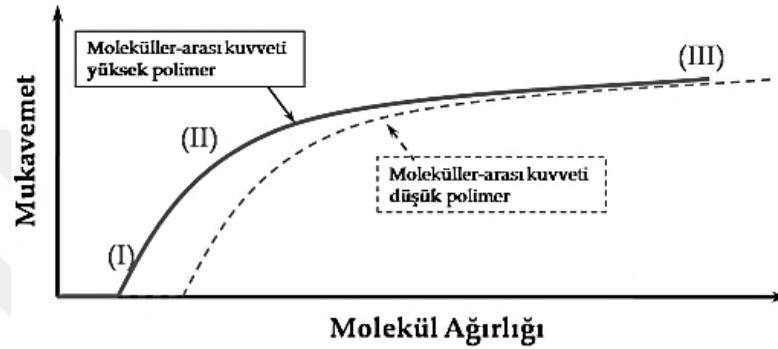 Moleküller-arası kuvveti
yüksek polimer
(III)
(II)
Moleküller-arası kuvveti
düşük polimer
(I)
Mukavemet
Molekül Ağırlığı